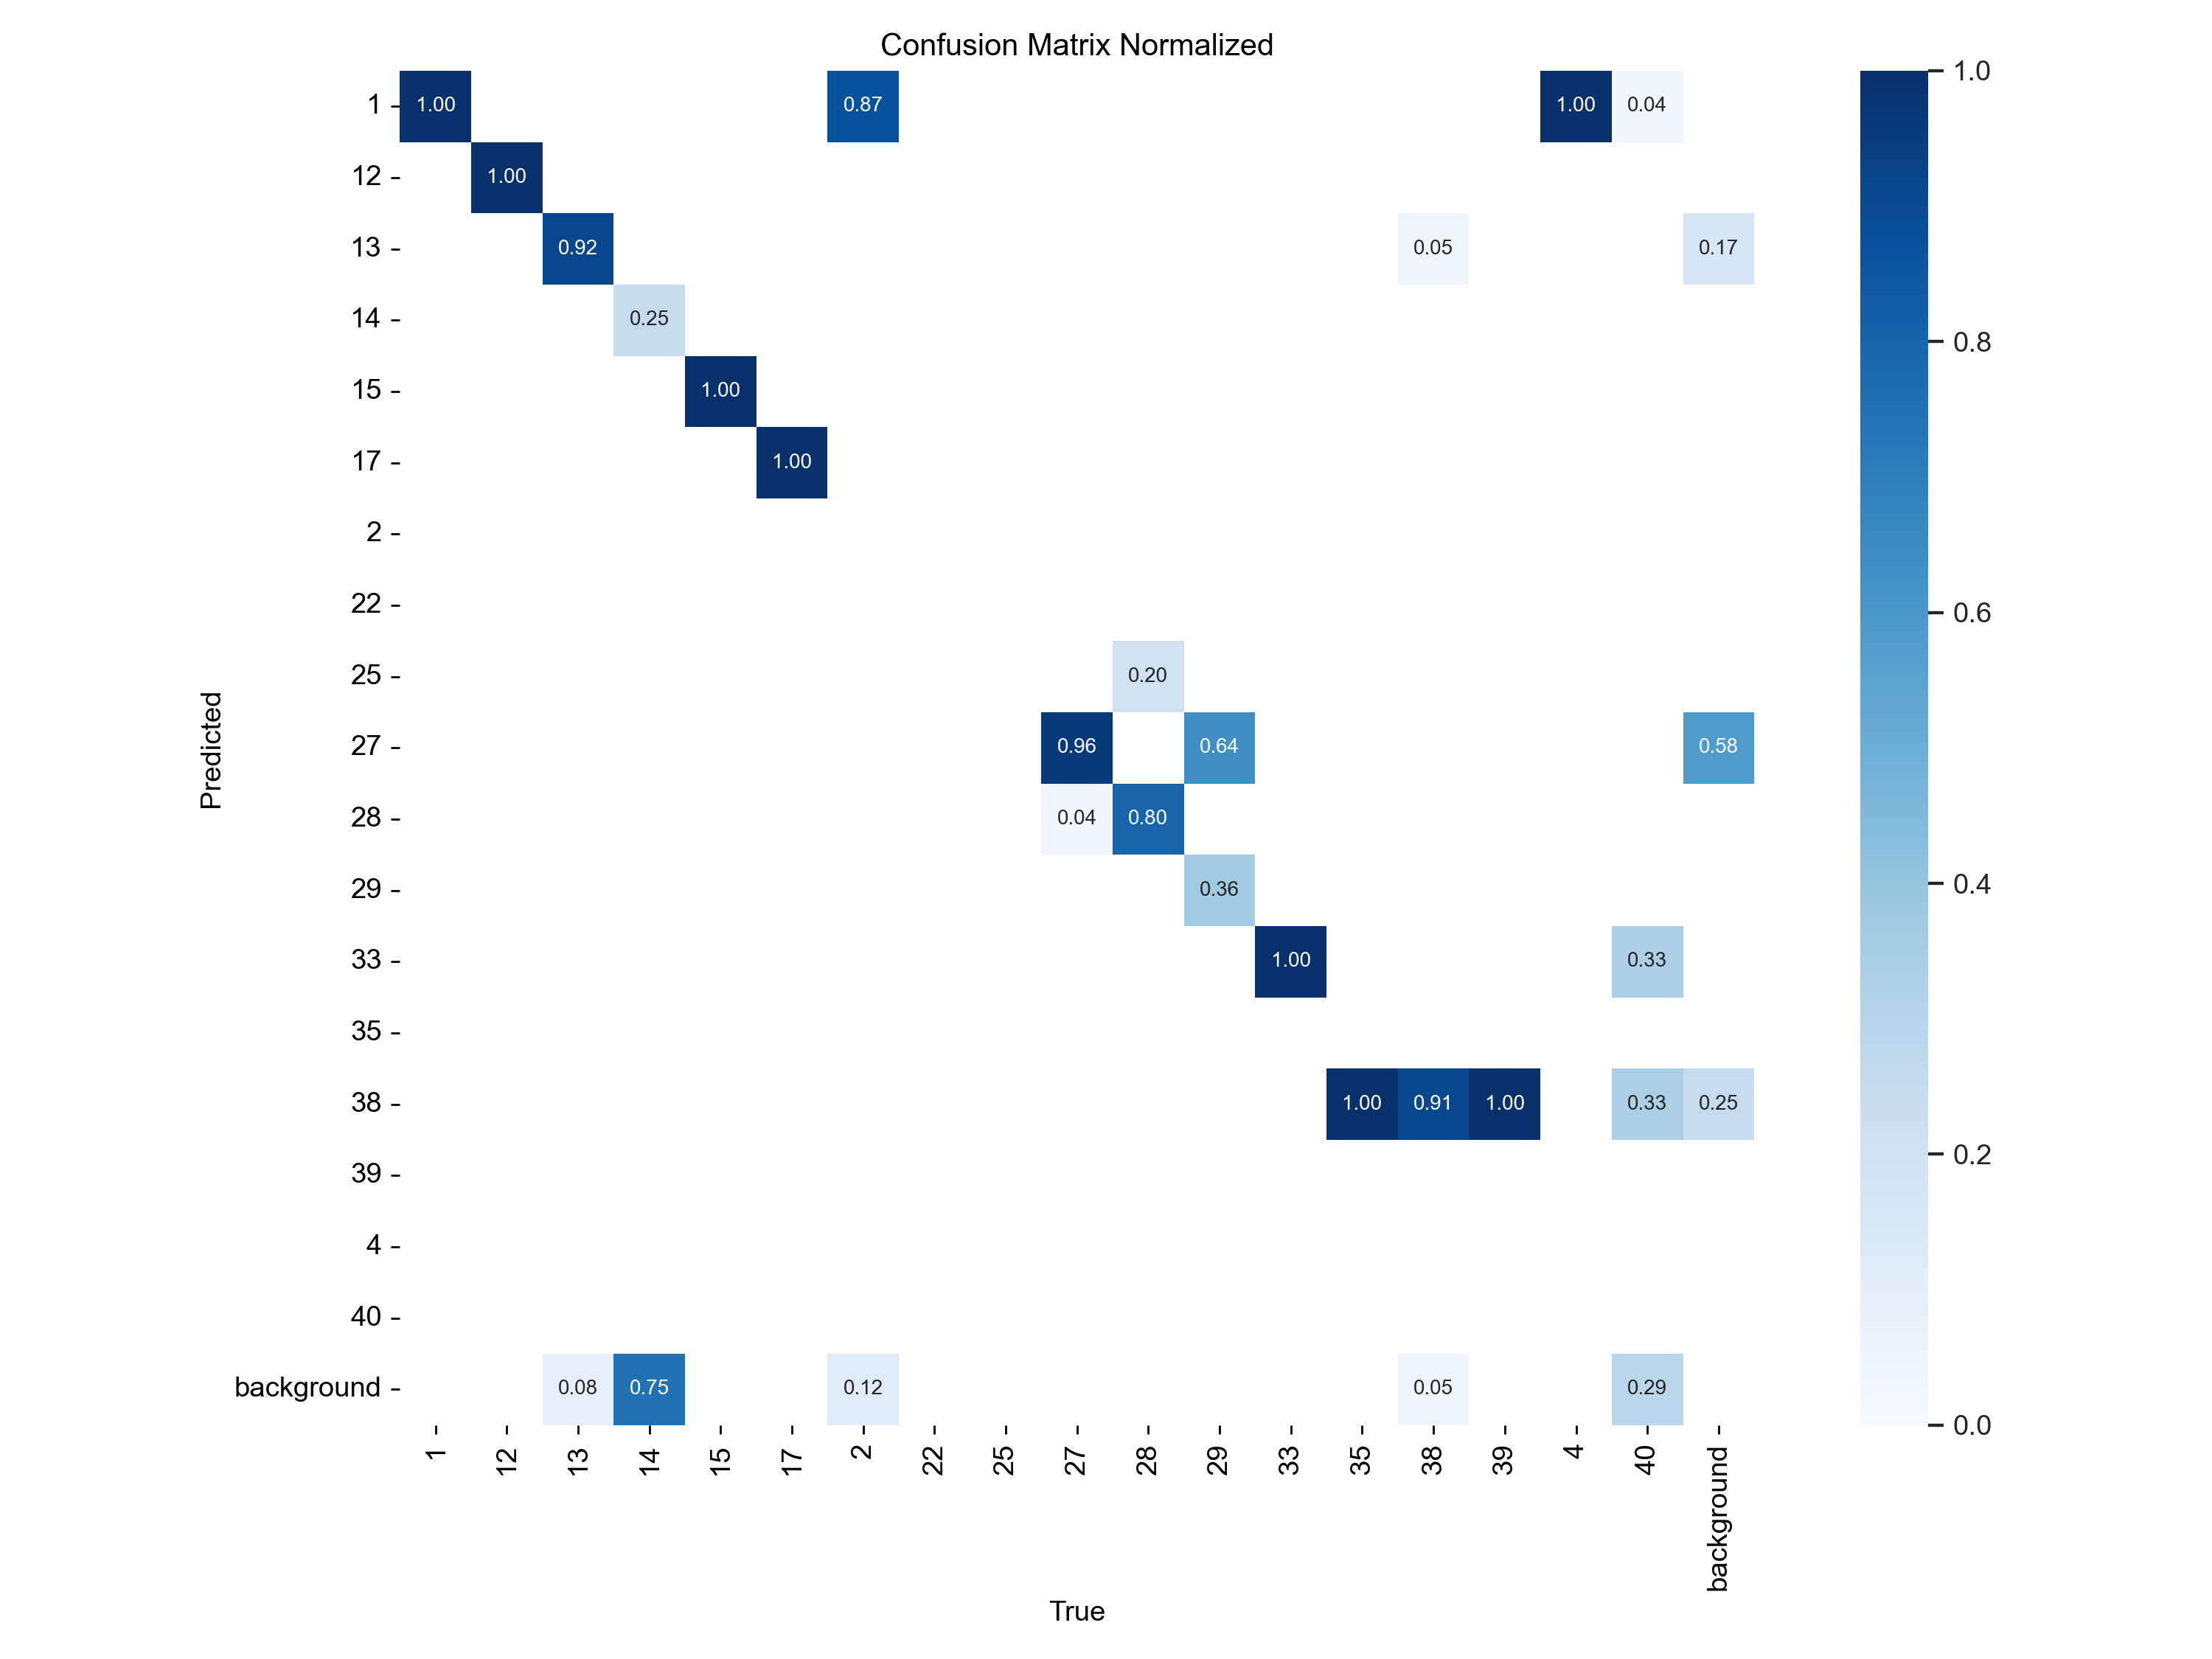 Confusion Matrix Normalized
1 1.00 0.87 1.00 0.04 1.0
12 1.00
13 0.92 0.05 0.17
14 0.25 0.8
15 1.00
17 1.00
2
22 0.6
25 0.20
Predicted
27 0.96 0.64 0.58
28 0.04 0.80
29 0.36 0.4
33 1.00 0.33
35
38 1.00 0.91 1.00 0.33 0.25
39 0.2
4
40
background 0.08 0.75 0.12 0.05 0.29 0.0
1 12 13 14 15 17 2 22 25 27 28 29 33 35 38 39 4 40 background
True